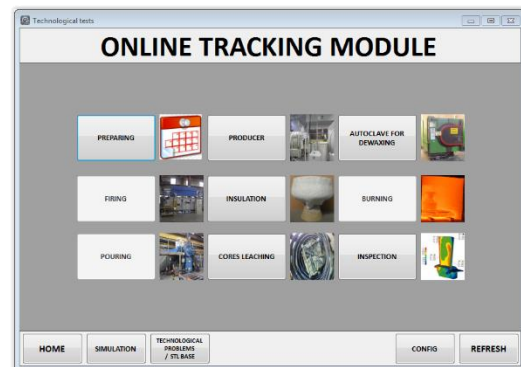 Technological tests
ONLINE TRACKING MODULE
PREPARING
PRODUCER
AUTOCLAVE FOR
DEWAXING
FIRING
INSULATION
BURNING
POURING
CORES LEACHING
INSPECTION
HOME
SIMULATION
TECHNOLOGICAL
PROBLEMS
/ STL BASE
CONFIG
REFRESH